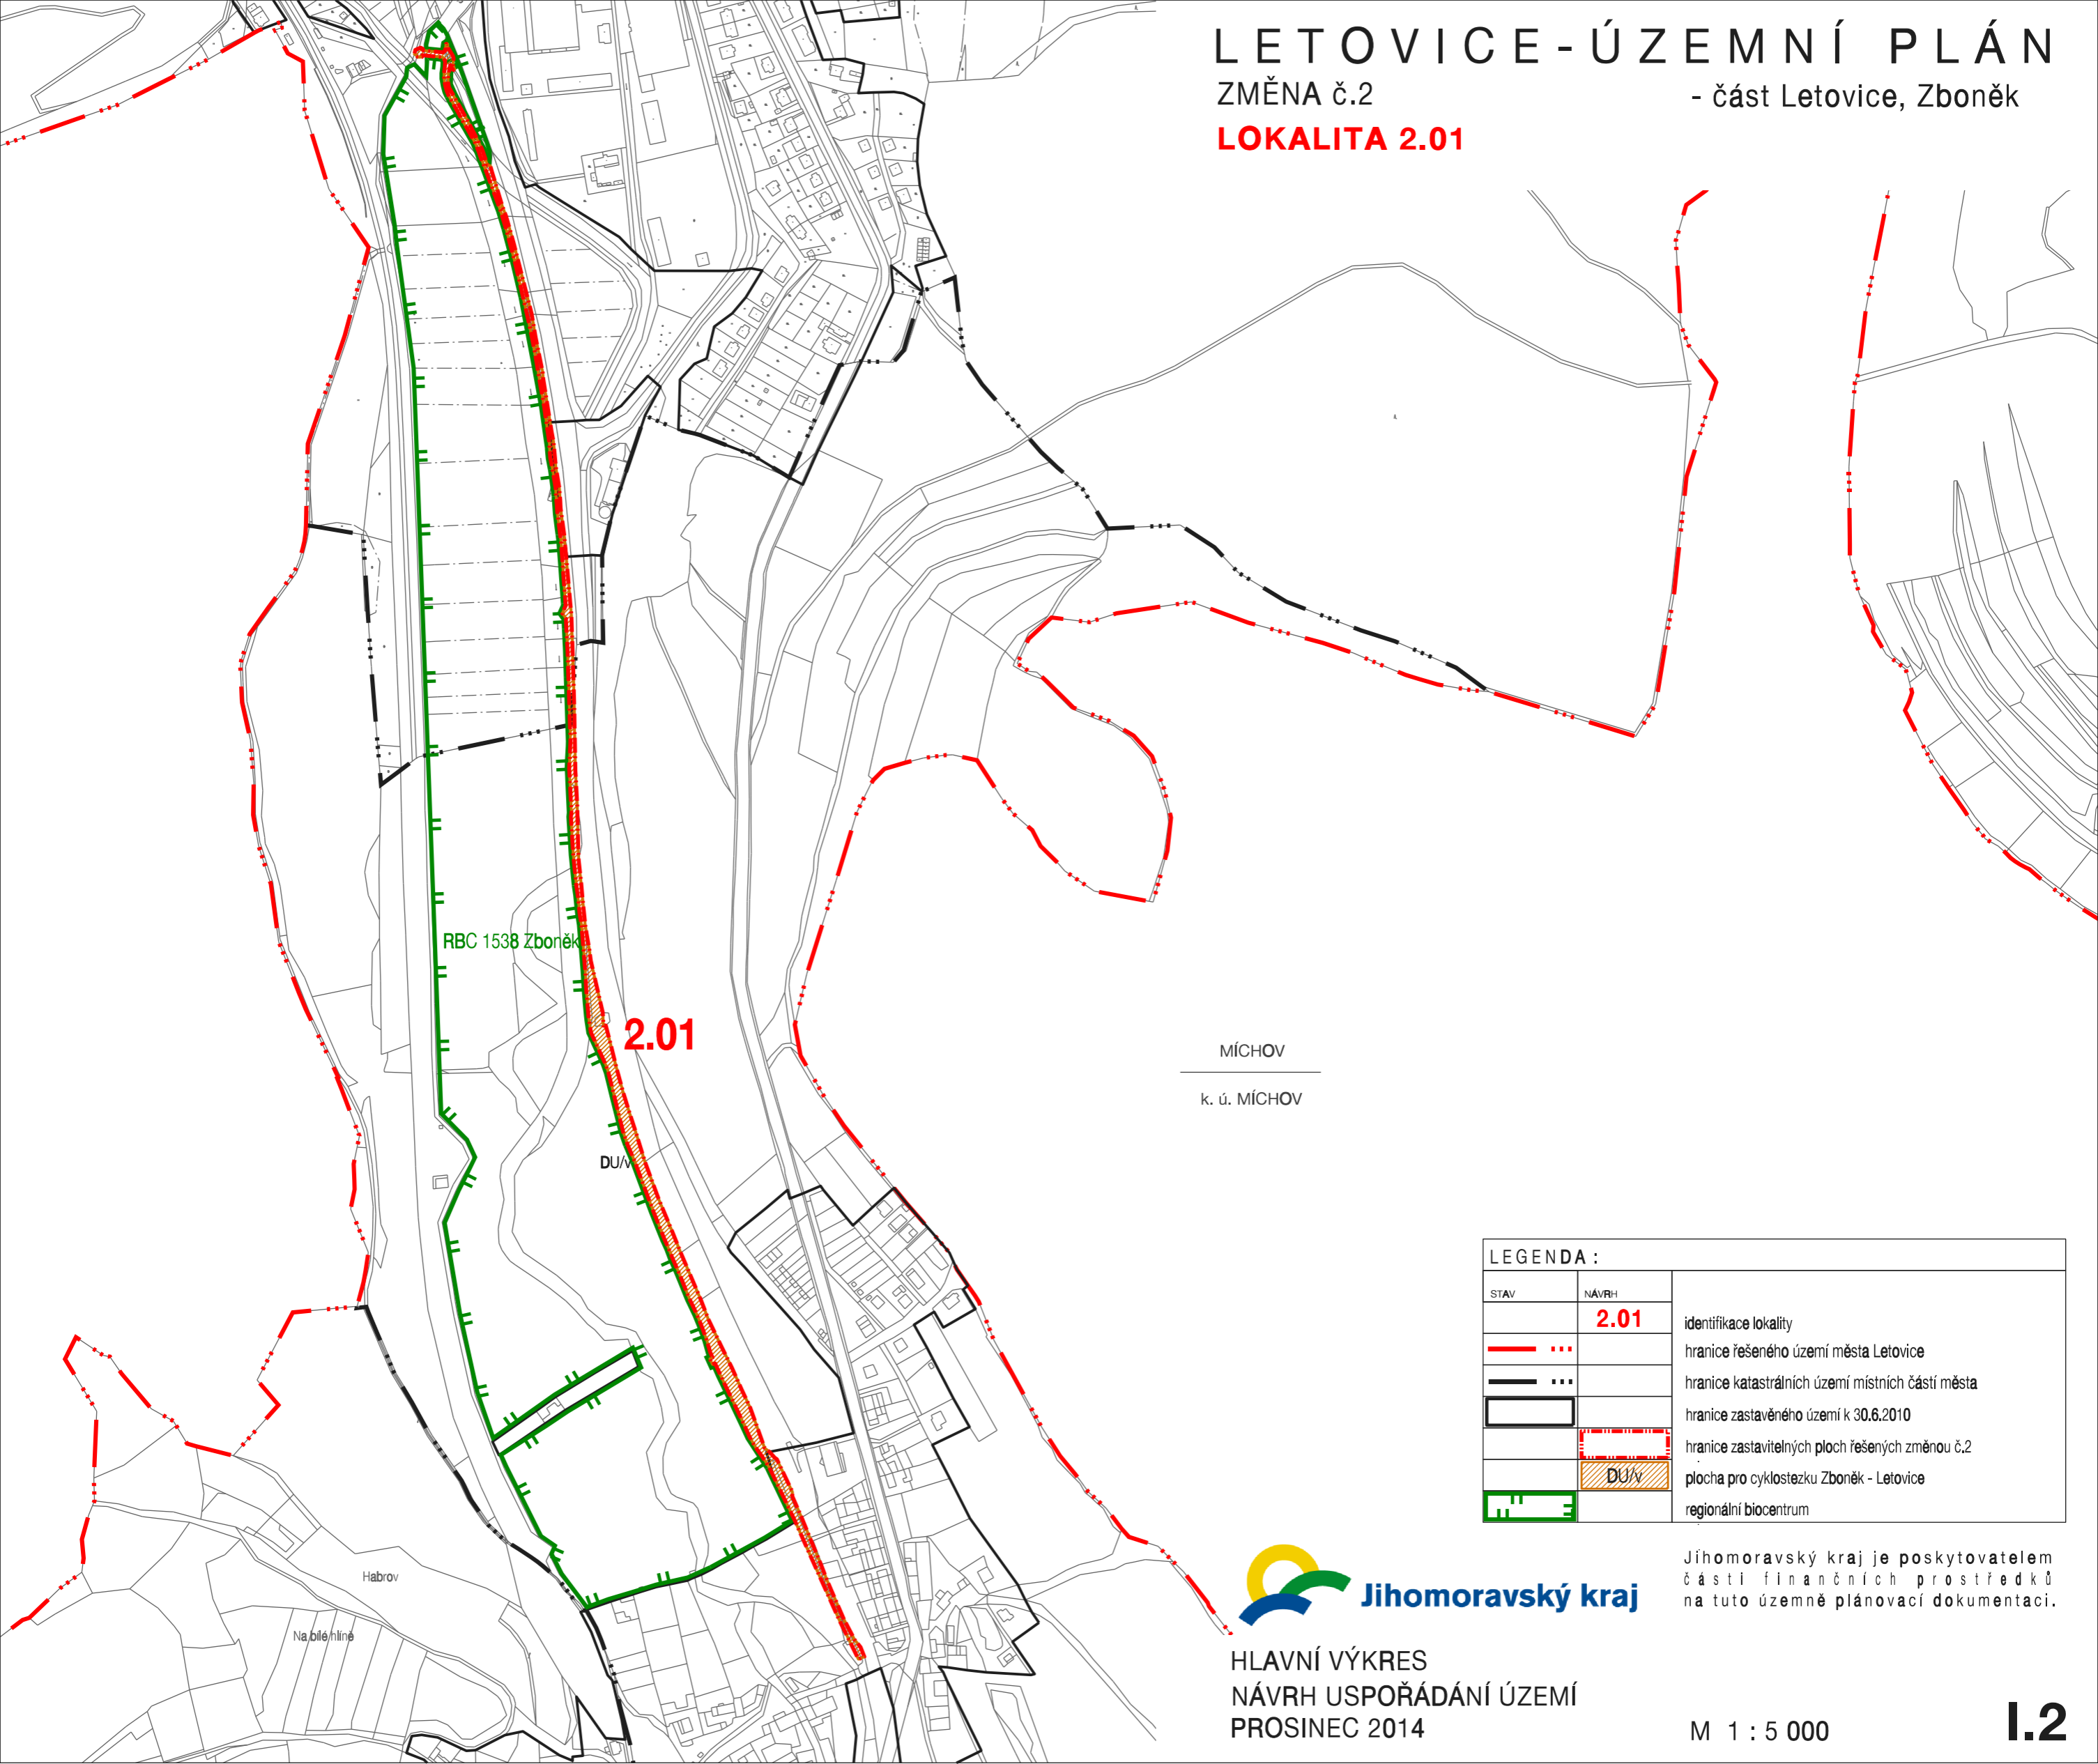 LETOVICE-ÚZEMNÍ PLÁN
ZMĚNA č.2
- část Letovice, Zboněk
LOKALITA 2.01
RBC 1538 Zboněk
2.01
MÍCHOV
k. ú. MÍCHOV
DU/v
LEGENDA :
STAV NÁVRH
2.01 identifikace lokality
hranice řešeného území města Letovice
hranice katastrálních území místních částí města
hranice zastavěného území k 30.6.2010
hranice zastavitelných ploch řešených změnou č.2
DU/v plocha pro cyklostezku Zboněk - Letovice
regionální biocentrum
Habrov
Na bílé hlíně
Jihomoravský kraj
Jihomoravský kraj je poskytovatelem
části finančních prostředků
na tuto územně plánovací dokumentaci.
HLAVNÍ VÝKRES
NÁVRH USPOŘÁDÁNÍ ÚZEMÍ
PROSINEC 2014
M 1 : 5 000
I.2